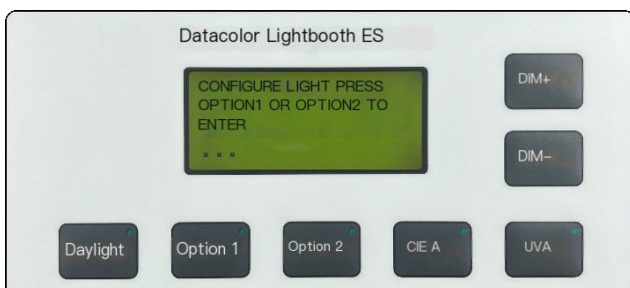 Datacolor Lightbooth ES
CONFIGURE LIGHT PRESS
OPTION1 OR OPTION2 TO
ENTER
...
DIM+
DIM-
Daylight
Option 1
Option 2
CIE A
UVA